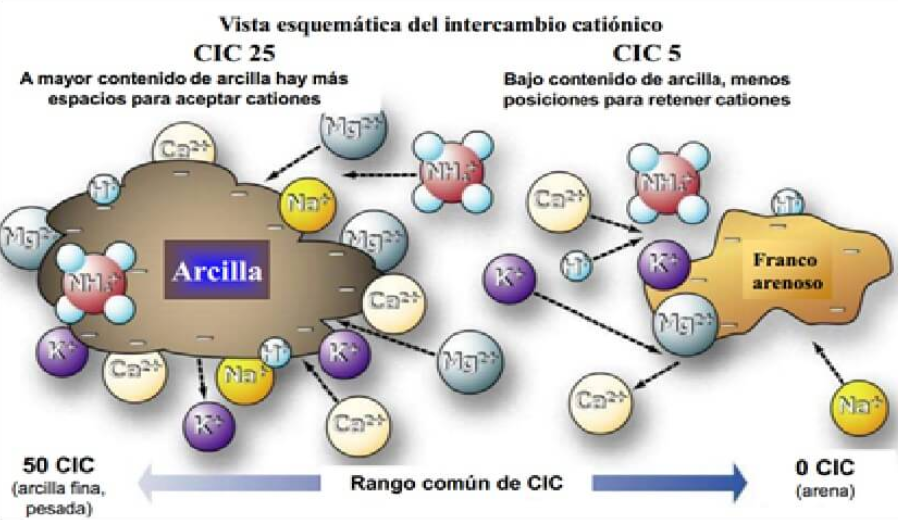 Vista esquemática del intercambio catiónico
CIC 25
A mayor contenido de arcilla hay más
espacios para aceptar cationes
CIC 5
Bajo contenido de arcilla, menos
posiciones para retener cationes
Ca²⁺
Mg²⁺
NH₄⁺
H⁺
Na⁺
Mg²⁺
Mg²⁺
Arcilla
NH₄⁺
Ca²⁺
K⁺
Ca²⁺
Na⁺
H⁺
K⁺
Mg²⁺
K⁺
Ca²⁺
NH₄⁺
Ca²⁺
H⁺
H⁺
K⁺
K⁺
Franco
arenoso
Mg²⁺
Ca²⁺
Na⁺
50 CIC
(arcilla fina,
pesada)
Rango común de CIC
0 CIC
(arena)